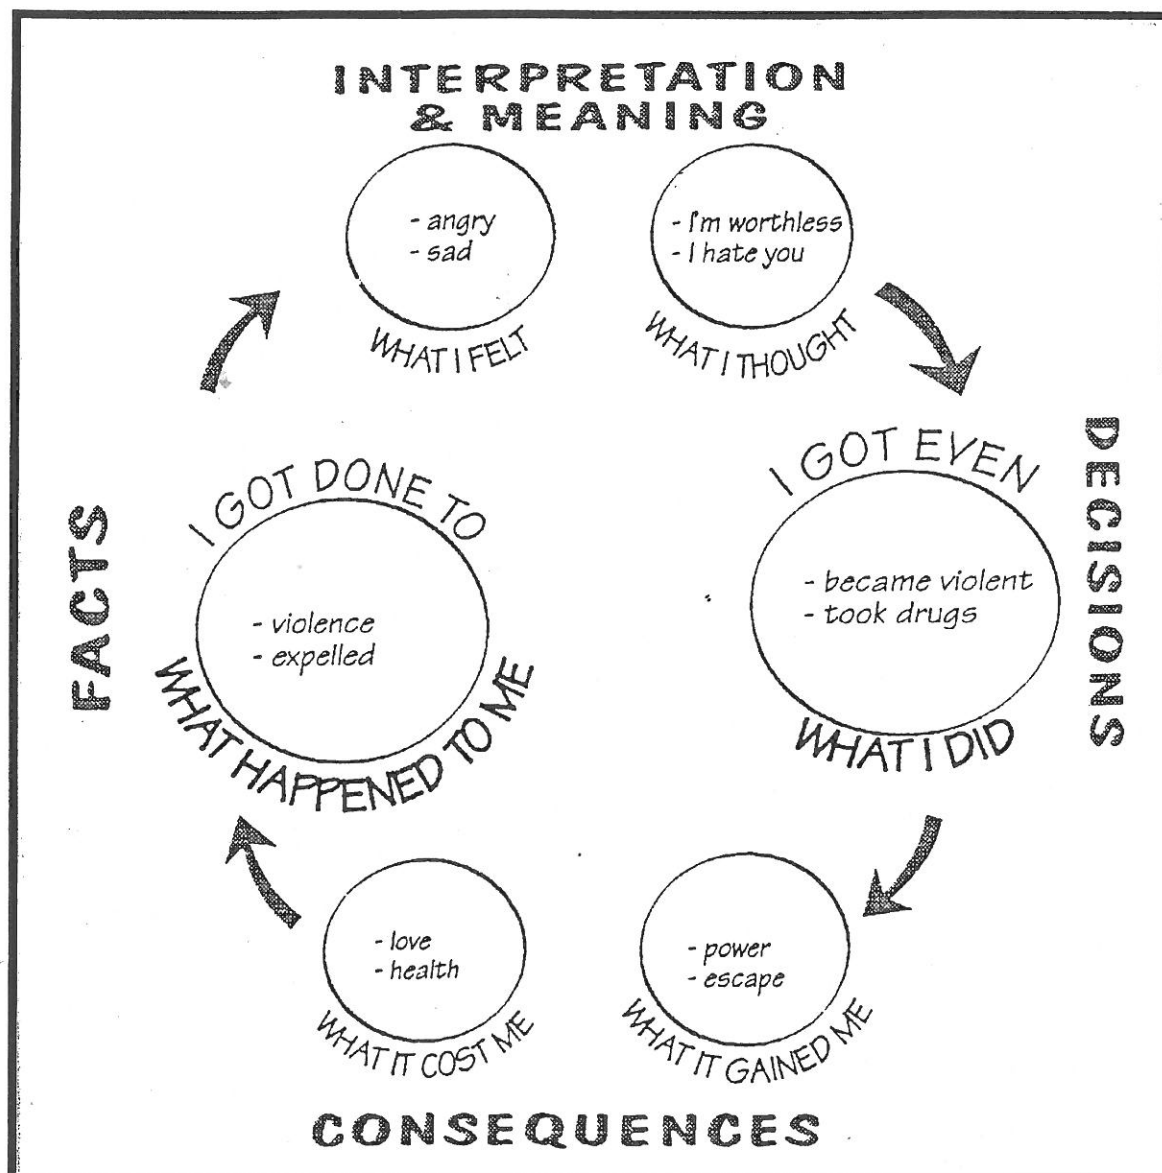 INTERPRETATION
& MEANING
- angry
- sad
WHAT I FELT
- I'm worthless
- I hate you
WHAT I THOUGHT
DECISIONS
I GOT EVEN
- became violent
- took drugs
WHAT I DID
FACTS
I GOT DONE TO
- violence
- expelled
WHAT HAPPENED TO ME
- love
- health
WHAT IT COST ME
- power
- escape
WHAT IT GAINED ME
CONSEQUENCES